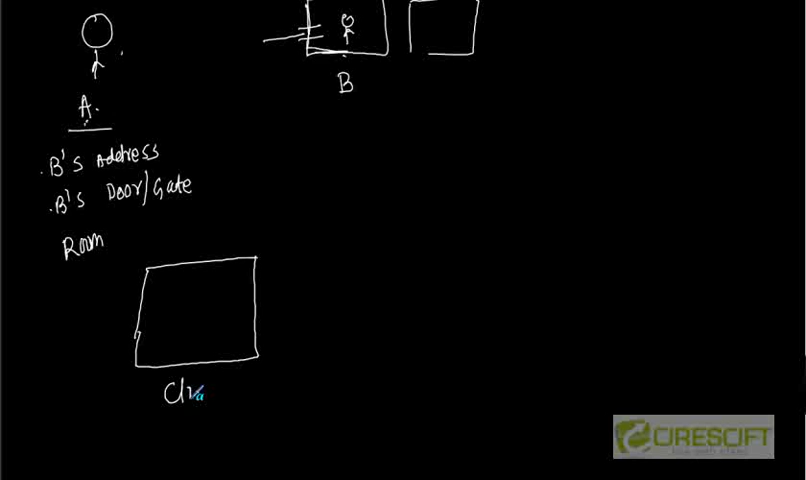 B
A.
.B's Address
.B's Door/Gate
Room
CIRESCIFT